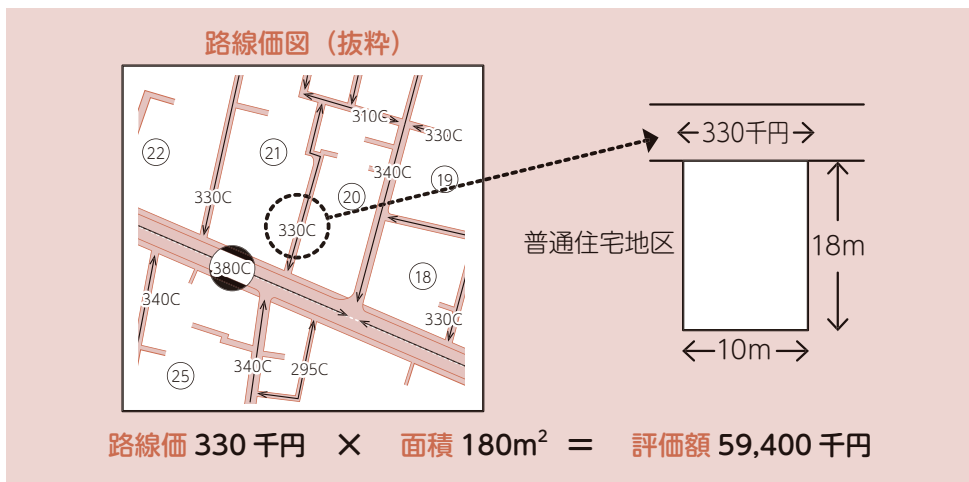 路線価図（抜粋）
310C
330C
22
21
340C
19
20
330C
330C
380C
18
340C
330C
25
340C
295C
←330千円→
普通住宅地区
18m
10m
路線価 330 千円 × 面積 180m² ＝ 評価額 59,400 千円